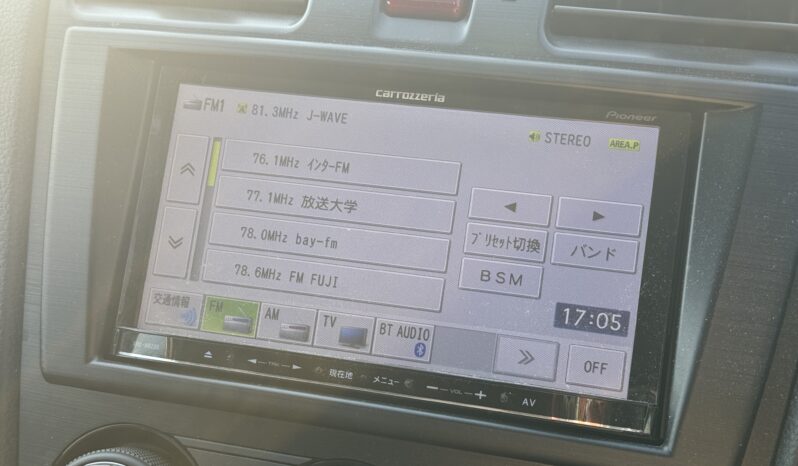 carrozzeria
Pioneer
FM1 81.3MHz J-WAVE
STEREO AREA.P
76.1MHz インターFM
77.1MHz 放送大学
78.0MHz bay-fm
78.6MHz FM FUJI
プリセット切換 バンド
BSM
17:05
交通情報 FM AM TV BT AUDIO OFF
現在地 メニュー VOL AV